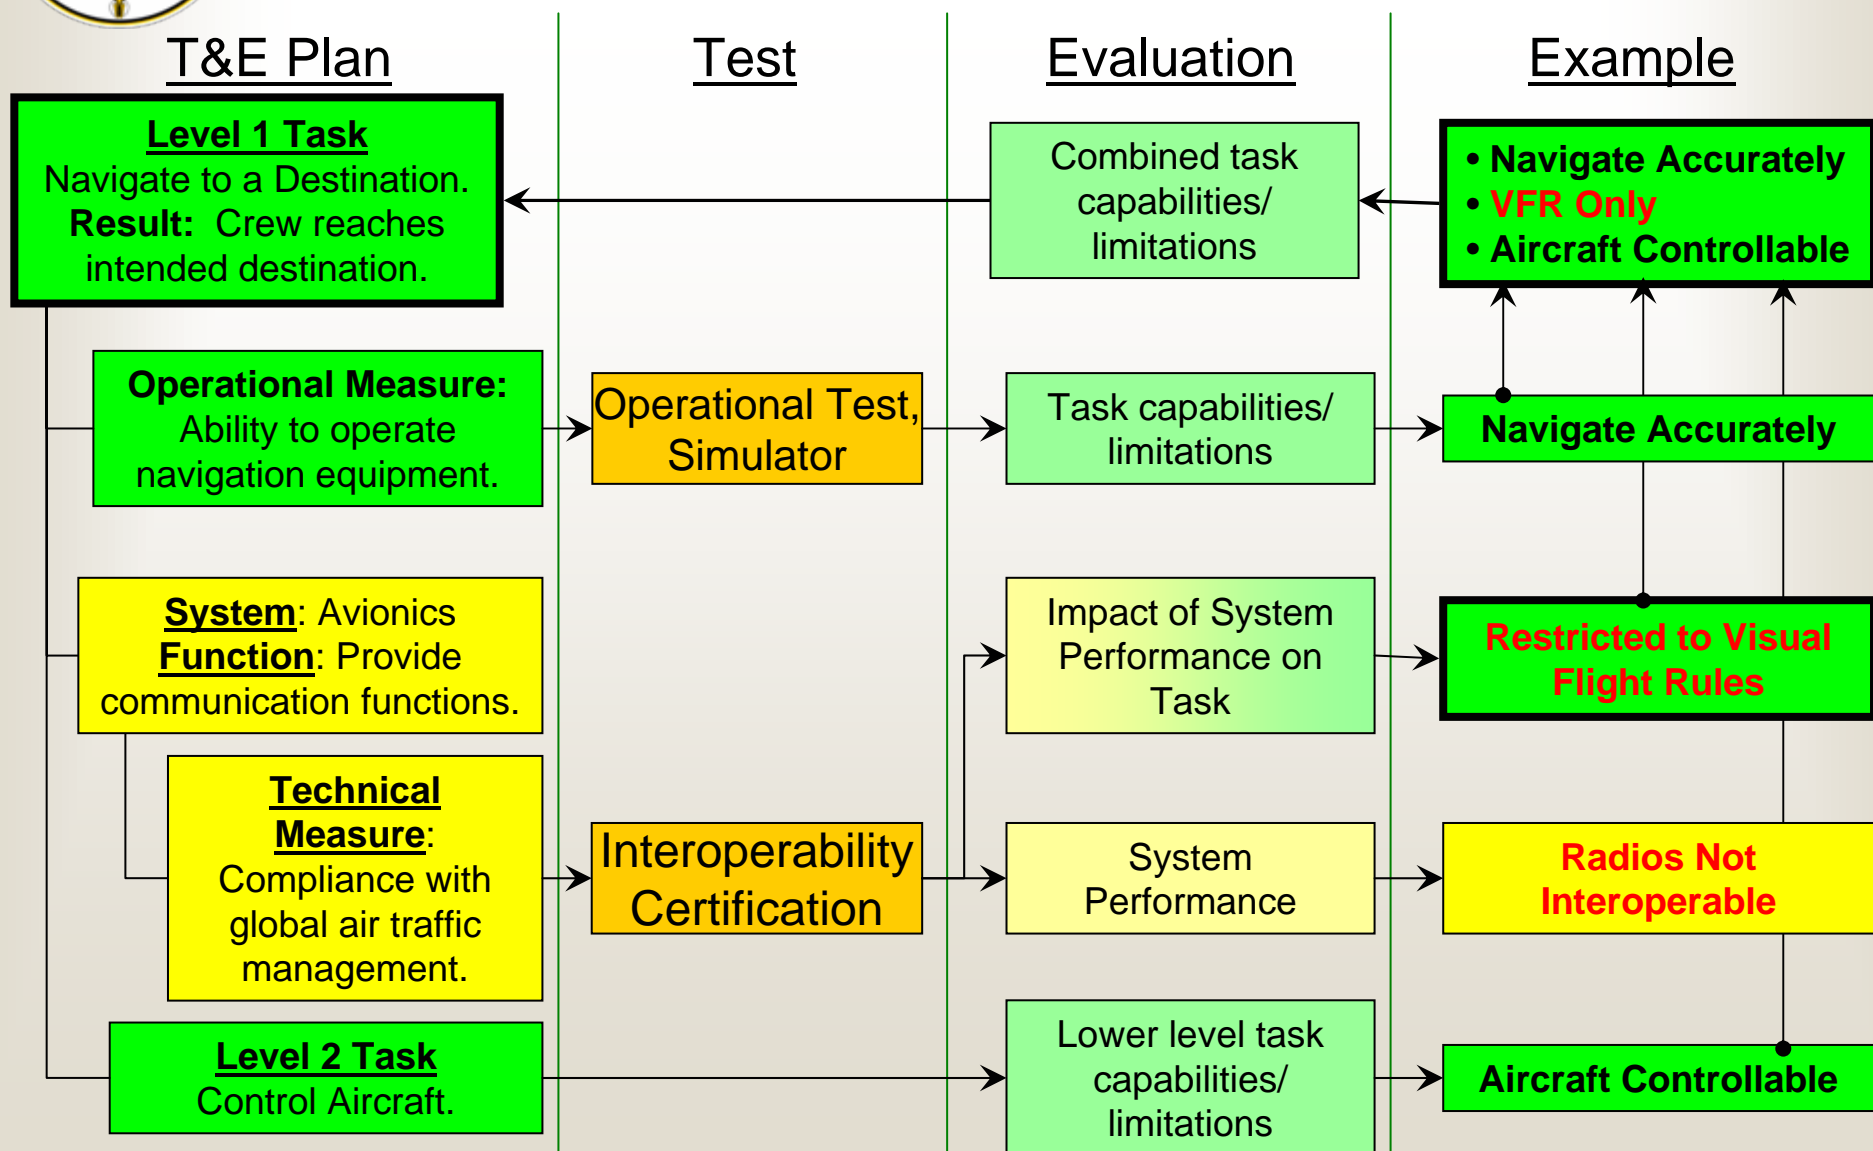 T&E Plan
Test
Evaluation
Example
Level 1 Task
Navigate to a Destination.
Result: Crew reaches
intended destination.
Combined task
capabilities/
limitations
• Navigate Accurately
• VFR Only
• Aircraft Controllable
Operational Measure:
Ability to operate
navigation equipment.
Operational Test,
Simulator
Task capabilities/
limitations
Navigate Accurately
System: Avionics
Function: Provide
communication functions.
Impact of System
Performance on
Task
Restricted to Visual
Flight Rules
Technical
Measure:
Compliance with
global air traffic
management.
Interoperability
Certification
System
Performance
Radios Not
Interoperable
Level 2 Task
Control Aircraft.
Lower level task
capabilities/
limitations
Aircraft Controllable